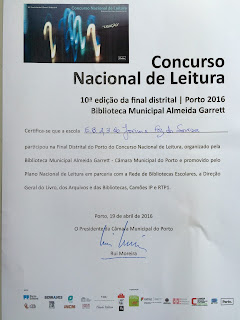 Concurso
Nacional de Leitura
10ª edição da final distrital | Porto 2016
Biblioteca Municipal Almeida Garrett
Certifica-se que a escola E.B. 2,3 de
participou na Final Distrital do Porto do Concurso Nacional de Leitura, organizado pela
Biblioteca Municipal Almeida Garrett - Câmara Municipal do Porto e promovido pelo
Plano Nacional de Leitura em parceria com a Rede de Bibliotecas Escolares, a Direção
Geral do Livro, dos Arquivos e das Bibliotecas, Camões IP e RTP1.
Porto, 19 de abril de 2016
O Presidente da Câmara Municipal do Porto
Rui Moreira